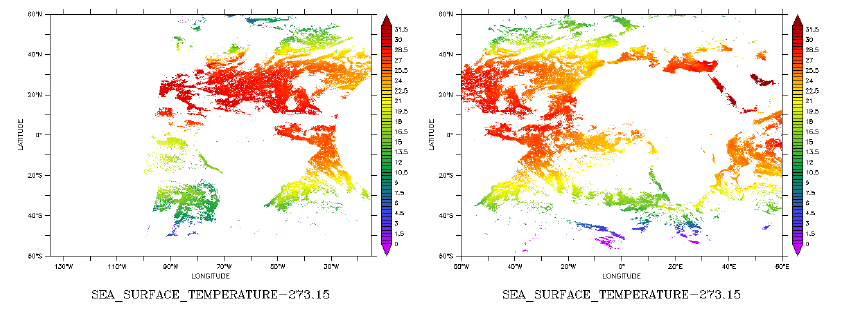 60°N
40°N
20°N
0°
20°S
40°S
60°S
LATITUDE
130°W 110°W 90°W 70°W 50°W 30°W
LONGITUDE
31.5
30
28.5
27
25.5
24
22.5
21
19.5
18
16.5
15
13.5
12
10.5
9
7.5
6
4.5
3
1.5
0
SEA_SURFACE_TEMPERATURE-273.15
60°N
40°N
20°N
0°
20°S
40°S
60°S
LATITUDE
60°W 40°W 20°W 0° 20°E 40°E 60°E
LONGITUDE
31.5
30
28.5
27
25.5
24
22.5
21
19.5
18
16.5
15
13.5
12
10.5
9
7.5
6
4.5
3
1.5
0
SEA_SURFACE_TEMPERATURE-273.15